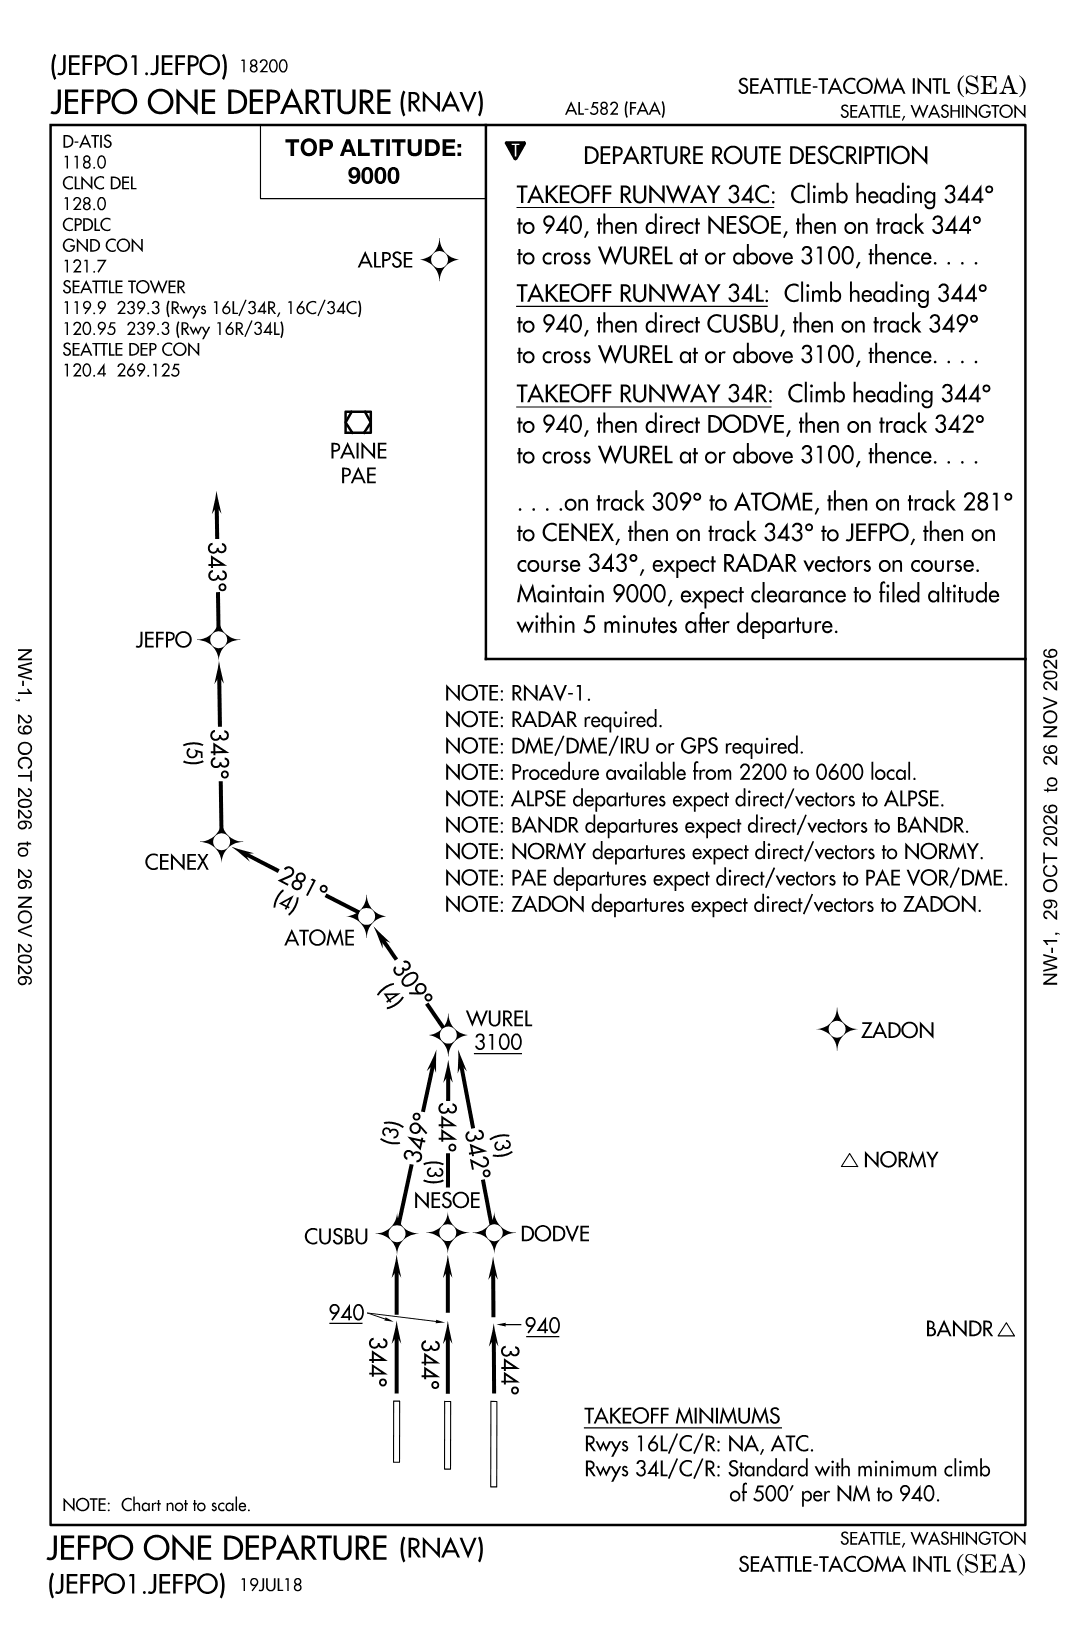 (JEFPO1.JEFPO) 18200
JEFPO ONE DEPARTURE (RNAV)
AL-582 (FAA)
SEATTLE-TACOMA INTL (SEA)
SEATTLE, WASHINGTON
D-ATIS
118.0
CLNC DEL
128.0
CPDLC
GND CON
121.7
SEATTLE TOWER
119.9 239.3 (Rwys 16L/34R, 16C/34C)
120.95 239.3 (Rwy 16R/34L)
SEATTLE DEP CON
120.4 269.125
TOP ALTITUDE:
9000
T
DEPARTURE ROUTE DESCRIPTION
TAKEOFF RUNWAY 34C: Climb heading 344°
to 940, then direct NESOE, then on track 344°
to cross WUREL at or above 3100, thence. . . .
TAKEOFF RUNWAY 34L: Climb heading 344°
to 940, then direct CUSBU, then on track 349°
to cross WUREL at or above 3100, thence. . . .
TAKEOFF RUNWAY 34R: Climb heading 344°
to 940, then direct DODVE, then on track 342°
to cross WUREL at or above 3100, thence. . . .
. . . .on track 309° to ATOME, then on track 281°
to CENEX, then on track 343° to JEFPO, then on
course 343°, expect RADAR vectors on course.
Maintain 9000, expect clearance to filed altitude
within 5 minutes after departure.
ALPSE
PAINE
PAE
343°
JEFPO
343°
(5)
CENEX
281°
(4)
ATOME
309°
(4)
WUREL
3100
NOTE: RNAV-1.
NOTE: RADAR required.
NOTE: DME/DME/IRU or GPS required.
NOTE: Procedure available from 2200 to 0600 local.
NOTE: ALPSE departures expect direct/vectors to ALPSE.
NOTE: BANDR departures expect direct/vectors to BANDR.
NOTE: NORMY departures expect direct/vectors to NORMY.
NOTE: PAE departures expect direct/vectors to PAE VOR/DME.
NOTE: ZADON departures expect direct/vectors to ZADON.
ZADON
349°
(3)
344°
(3)
342°
(3)
NORMY
NESOE
CUSBU
DODVE
940
940
BANDR
344°
344°
344°
TAKEOFF MINIMUMS
Rwys 16L/C/R: NA, ATC.
Rwys 34L/C/R: Standard with minimum climb
of 500' per NM to 940.
NOTE: Chart not to scale.
NW-1, 29 OCT 2026 to 26 NOV 2026
NW-1, 29 OCT 2026 to 26 NOV 2026
JEFPO ONE DEPARTURE (RNAV)
(JEFPO1.JEFPO) 19JUL18
SEATTLE, WASHINGTON
SEATTLE-TACOMA INTL (SEA)